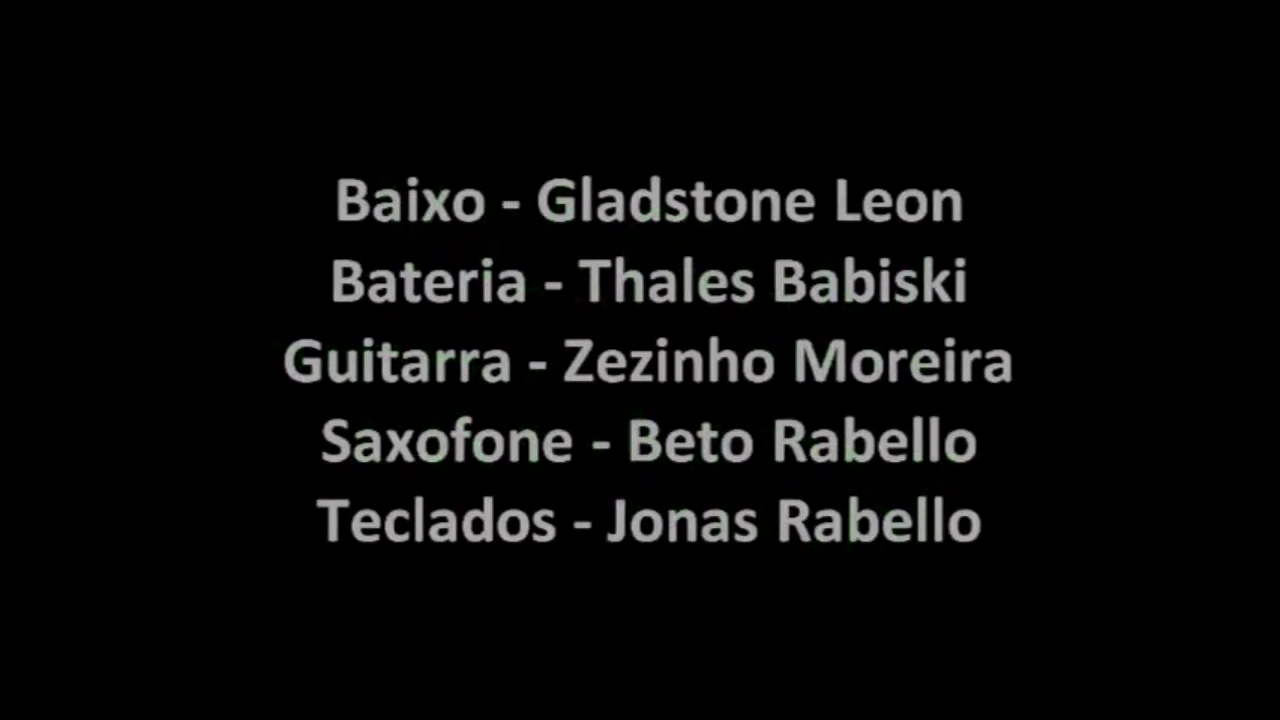 Baixo - Gladstone Leon
Bateria - Thales Babiski
Guitarra - Zezinho Moreira
Saxofone - Beto Rabello
Teclados - Jonas Rabello